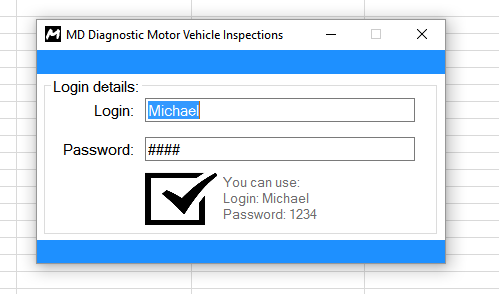 MD Diagnostic Motor Vehicle Inspections
Login details:
Login: Michael
Password: ####
You can use:
Login: Michael
Password: 1234